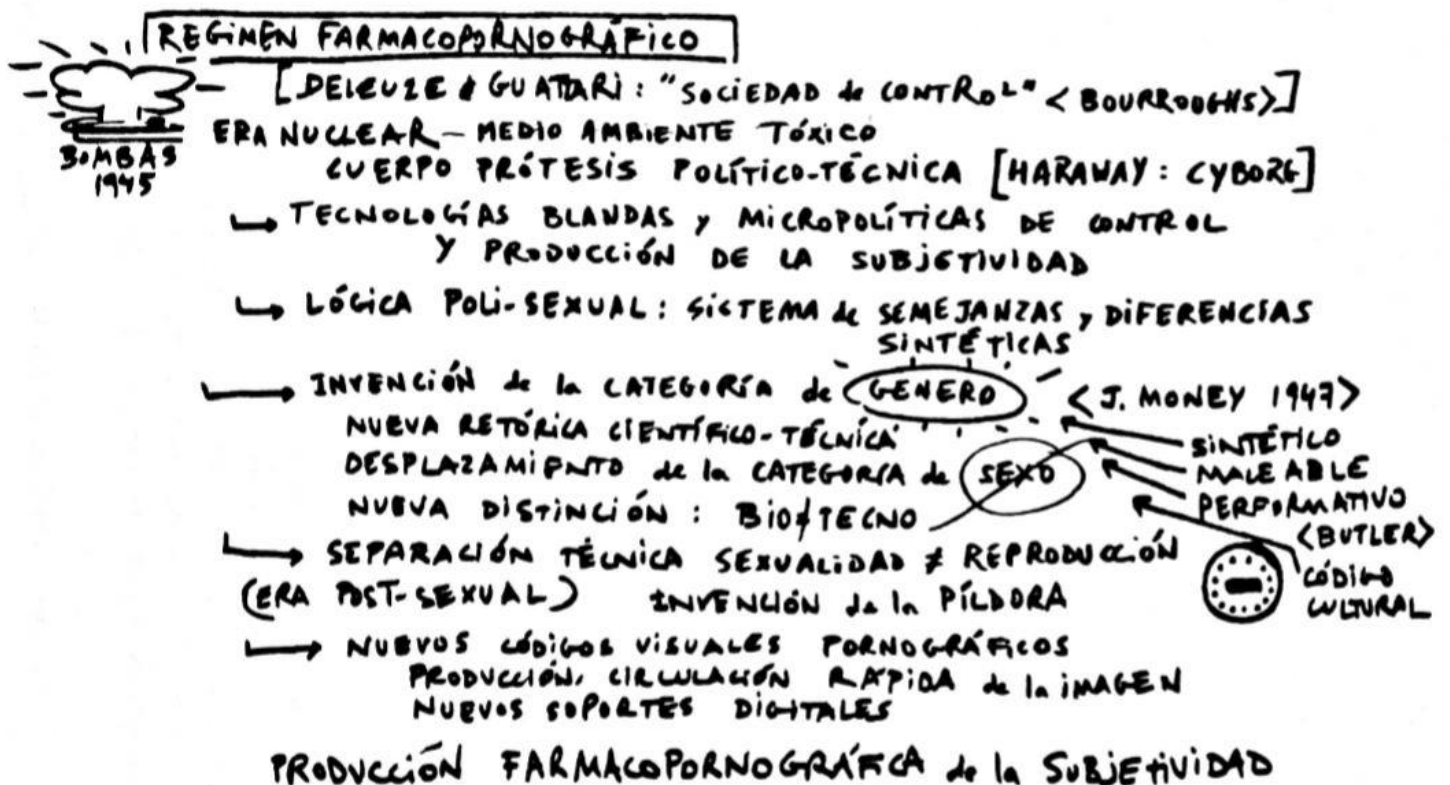 REGIMEN FARMACOPORNOGRÁFICO
[DELEUZE & GUATTARI: "SOCIEDAD de CONTROL" < BOURROUGHS>]
ERA NUCLEAR - MEDIO AMBIENTE TÓXICO
BOMBAS
1945
CUERPO PRÓTESIS POLÍTICO-TÉCNICA [HARAWAY: CYBORG]
TECNOLOGÍAS BLANDAS y MICROPOLÍTICAS DE CONTROL
Y PRODUCCIÓN DE LA SUBJETIVIDAD
LÓGICA POLI-SEXUAL: SISTEMA de SEMEJANZAS y DIFERENCIAS
SINTÉTICAS
INVENCIÓN de la CATEGORÍA de GENERO <J. MONEY 1947>
NUEVA RETÓRICA CIENTÍFICO-TÉCNICA
SINTÉTICO
DESPLAZAMIENTO de la CATEGORÍA de SEXO
MALEABLE
PERFORMATIVO
NUEVA DISTINCIÓN: BIO≠TECNO
<BUTLER>
SEPARACIÓN TÉCNICA SEXUALIDAD ≠ REPRODUCCIÓN
CÓDIGO
CULTURAL
(ERA POST-SEXUAL) INVENCIÓN de la PÍLDORA
NUEVOS CÓDIGOS VISUALES PORNOGRÁFICOS
PRODUCCIÓN, CIRCULACIÓN RÁPIDA de la IMAGEN
NUEVOS SOPORTES DIGITALES
PRODUCCIÓN FARMACOPORNOGRÁFICA de la SUBJETIVIDAD